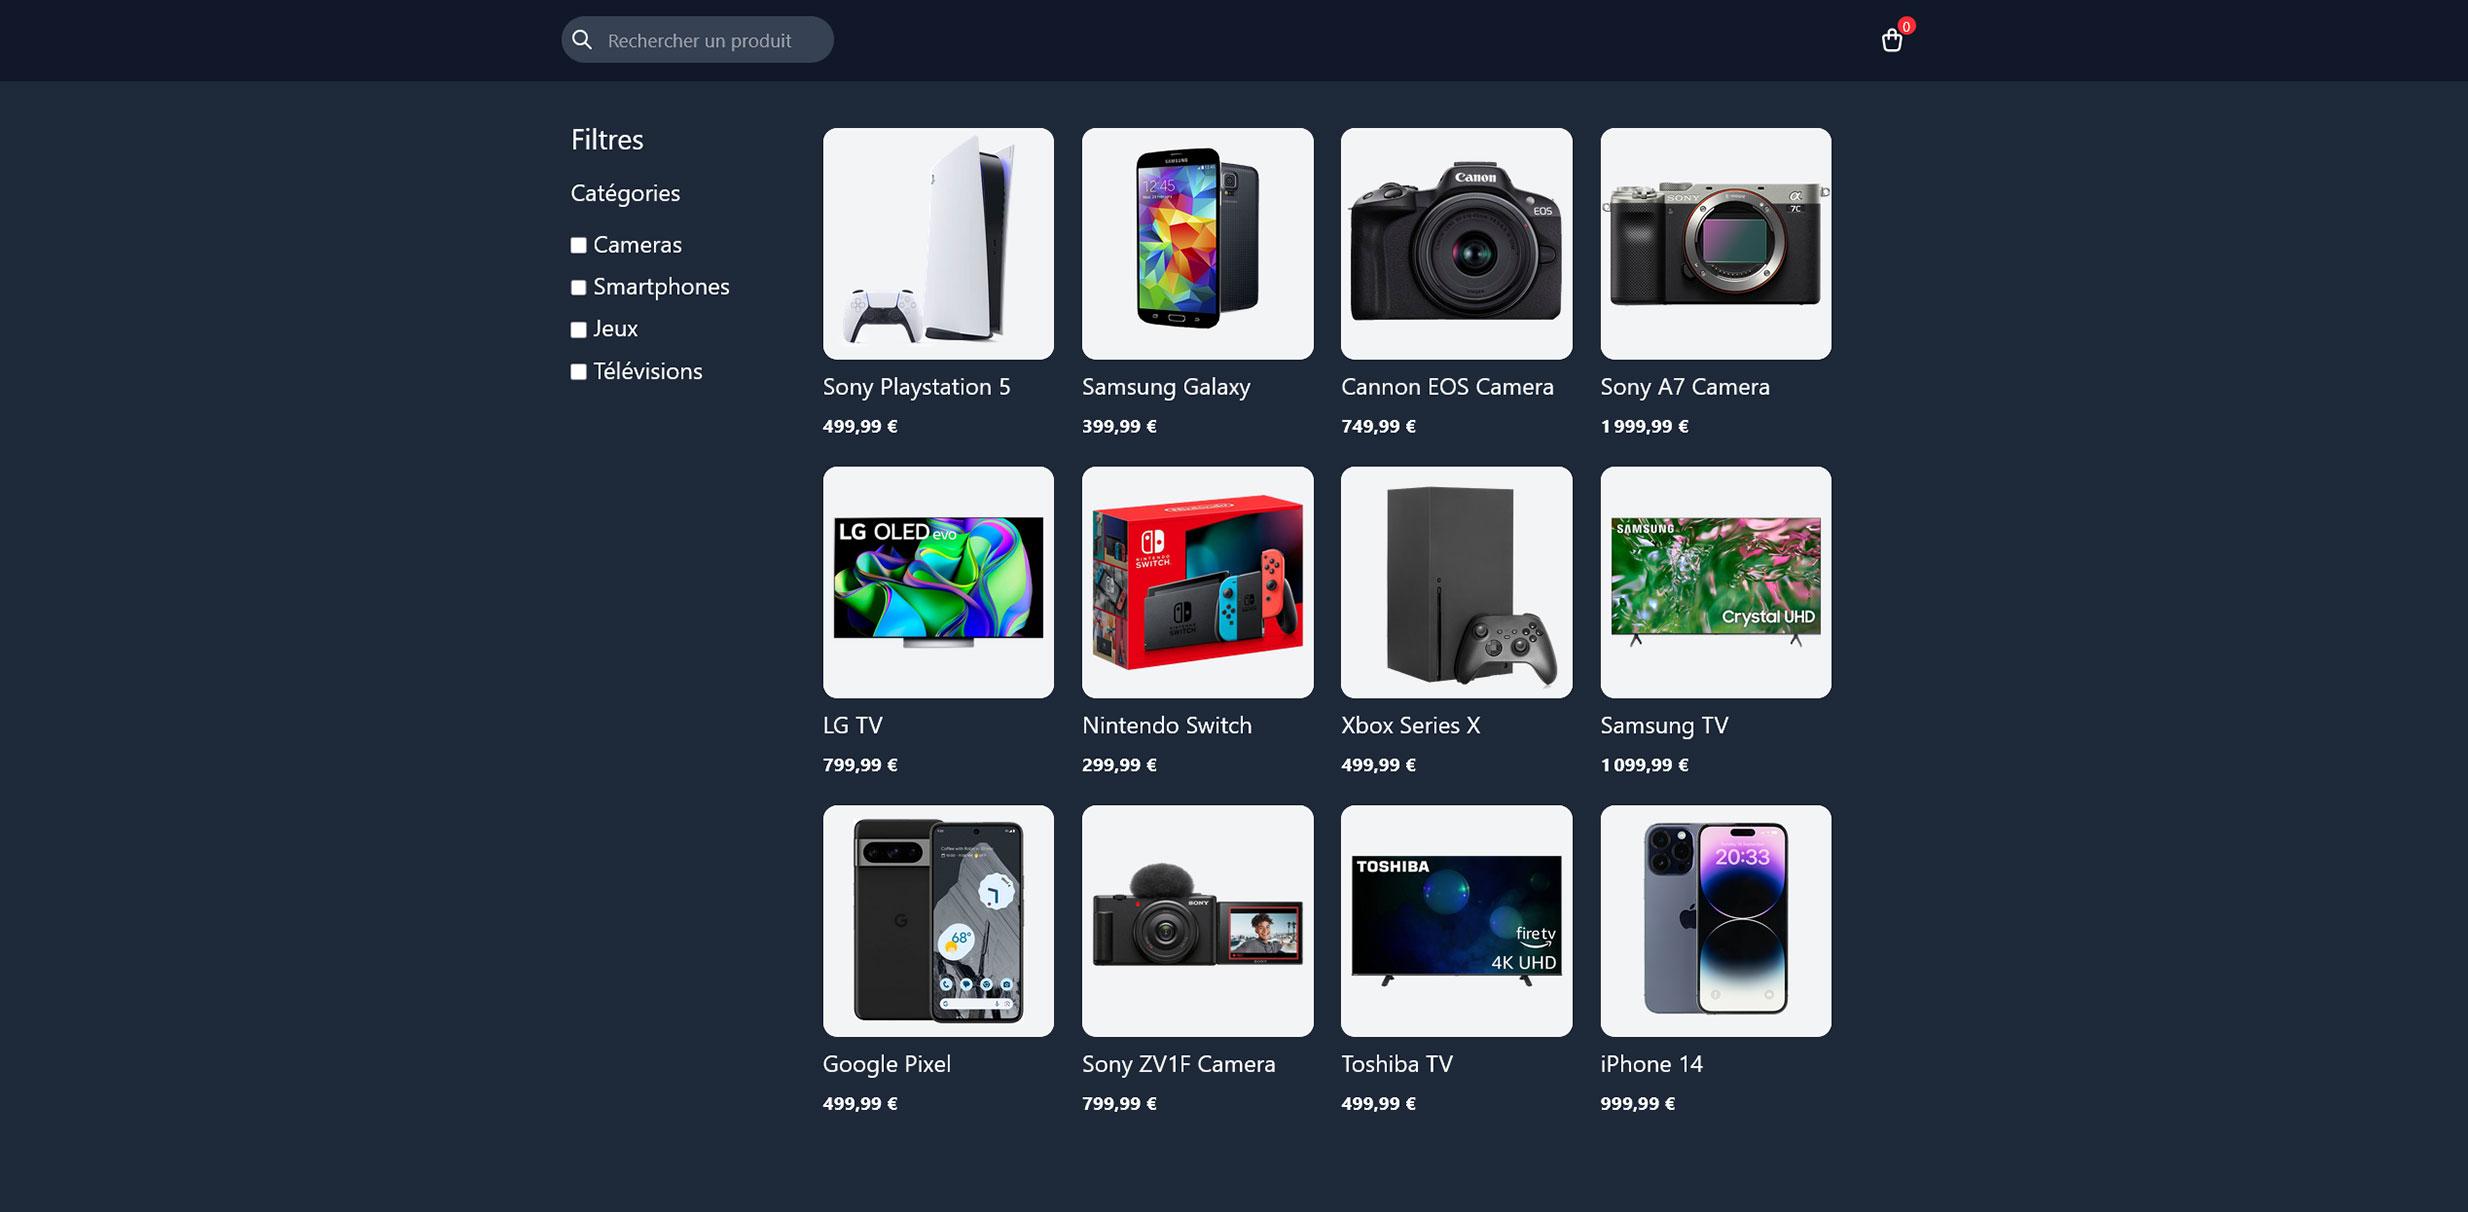 Rechercher un produit
0
Filtres
Catégories
Cameras
Smartphones
Jeux
Télévisions
SAMSUNG
12:45
Canon
EOS
SONY
α
7C
Sony Playstation 5
Samsung Galaxy
Cannon EOS Camera
Sony A7 Camera
499,99 €
399,99 €
749,99 €
1 999,99 €
LG OLED evo
Nintendo
NINTENDO
SWITCH
NINTENDO
SWITCH
SAMSUNG
Crystal UHD
LG TV
Nintendo Switch
Xbox Series X
Samsung TV
799,99 €
299,99 €
499,99 €
1 099,99 €
G
68°
SONY
TOSHIBA
fire tv
4K UHD
20:33
Google Pixel
Sony ZV1F Camera
Toshiba TV
iPhone 14
499,99 €
799,99 €
499,99 €
999,99 €